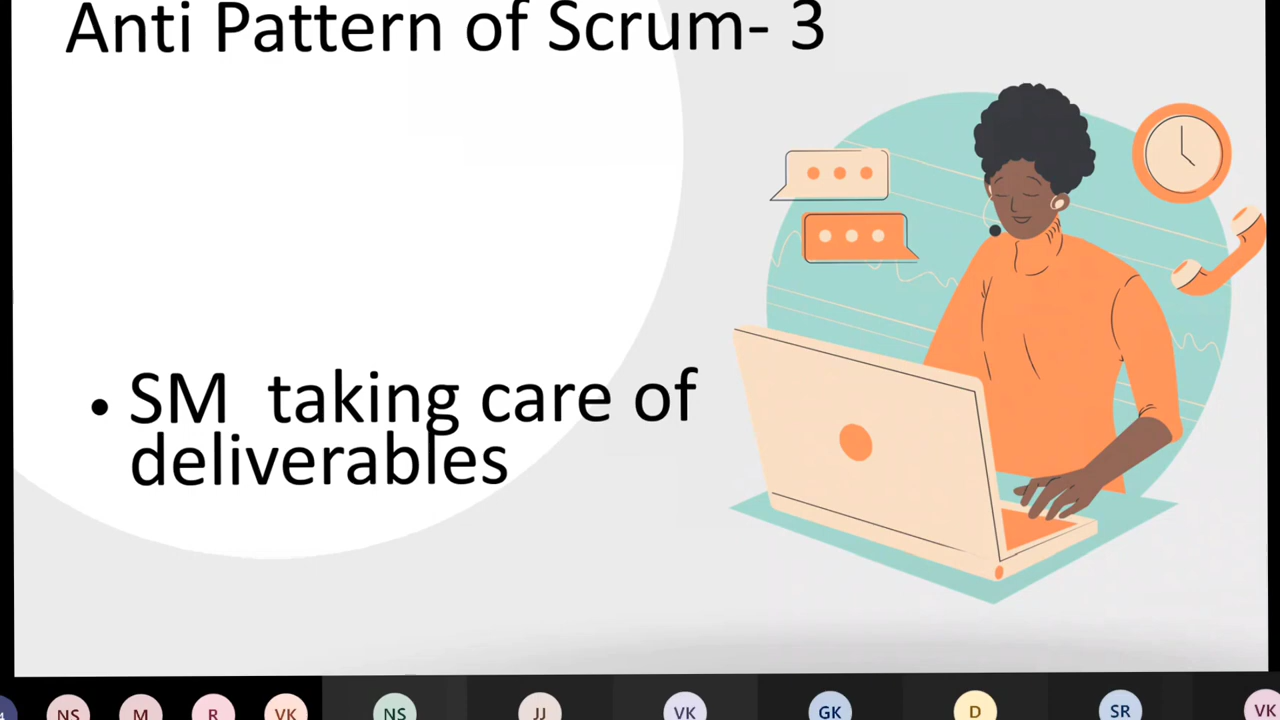 Anti Pattern of Scrum- 3
• SM taking care of
deliverables
NS M R VK NS JJ VK GK D SR VK